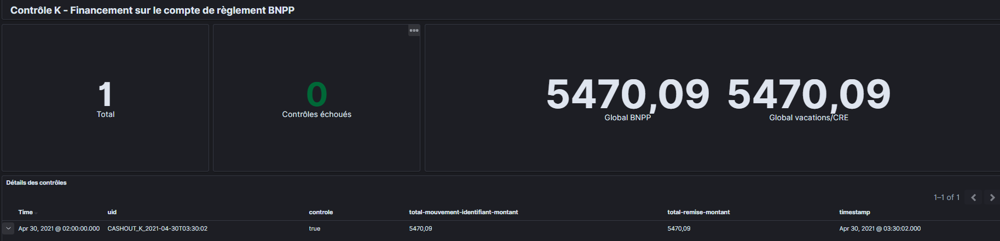 Contrôle K - Financement sur le compte de règlement BNPP
1
Total
0
Contrôles échoués
5470,09 5470,09
Global BNPP Global vacations/CRE
Détails des contrôles
1–1 of 1
Time uid controle total-mouvement-identifiant-montant total-remise-montant timestamp
Apr 30, 2021 @ 02:00:00.000 CASHOUT_K_2021-04-30T03:30:02 true 5470,09 5470,09 Apr 30, 2021 @ 03:30:02.000